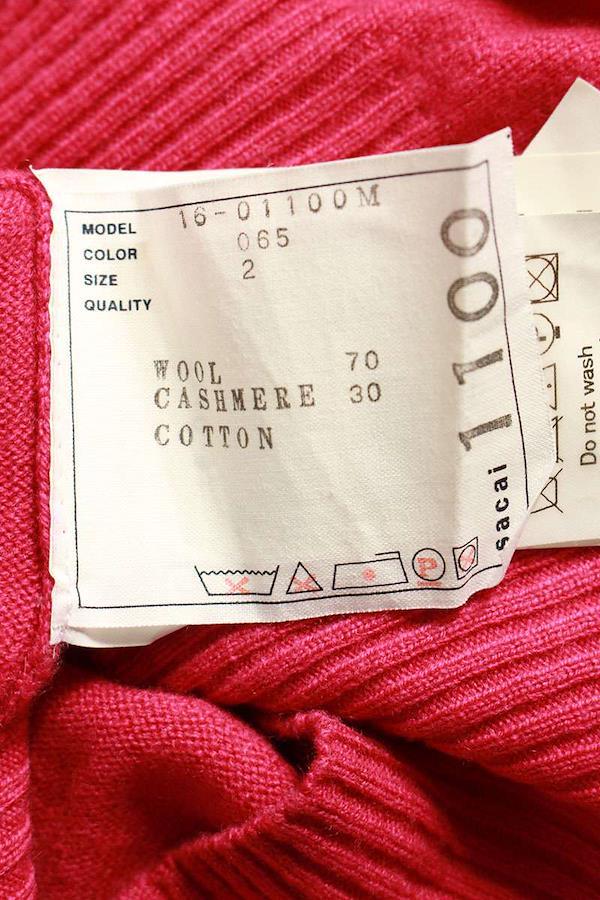 MODEL 16-01100M
COLOR 065
SIZE 2
QUALITY
WOOL 70
CASHMERE 30
COTTON
1100
sacai
P
Do not wash